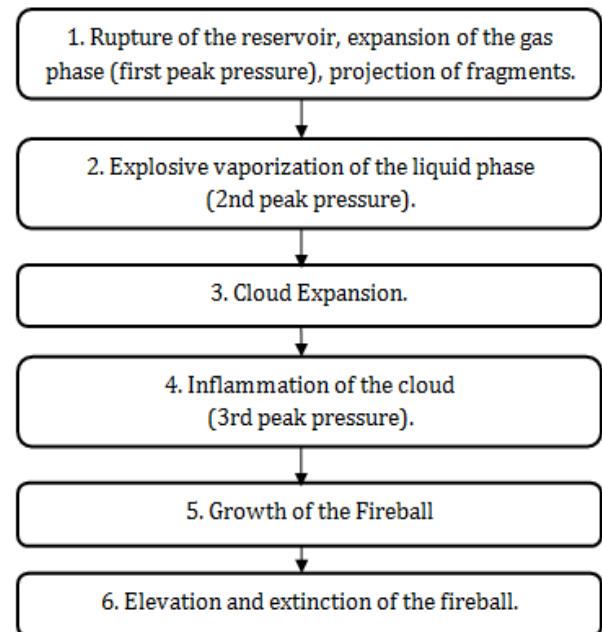 1. Rupture of the reservoir, expansion of the gas
phase (first peak pressure), projection of fragments.
2. Explosive vaporization of the liquid phase
(2nd peak pressure).
3. Cloud Expansion.
4. Inflammation of the cloud
(3rd peak pressure).
5. Growth of the Fireball
6. Elevation and extinction of the fireball.